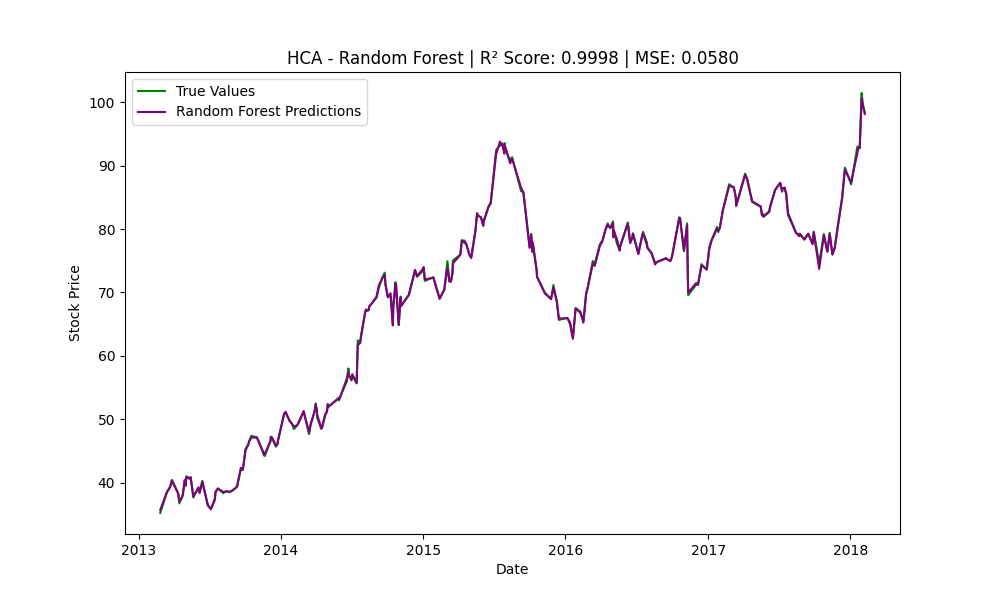 HCA - Random Forest | R² Score: 0.9998 | MSE: 0.0580
True Values
Random Forest Predictions
100
90
80
70
60
50
40
Stock Price
2013 2014 2015 2016 2017 2018
Date